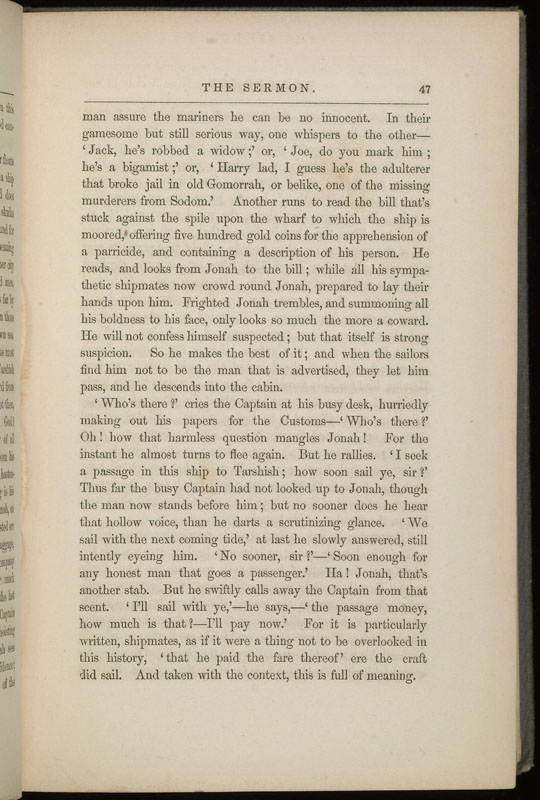 THE SERMON. 47
man assure the mariners he can be no innocent. In their
gamesome but still serious way, one whispers to the other—
‘Jack, he’s robbed a widow;’ or, ‘Joe, do you mark him;
he’s a bigamist;’ or, ‘Harry lad, I guess he’s the adulterer
that broke jail in old Gomorrah, or belike, one of the missing
murderers from Sodom.’ Another runs to read the bill that’s
stuck against the spile upon the wharf to which the ship is
moored, offering five hundred gold coins for the apprehension of
a parricide, and containing a description of his person. He
reads, and looks from Jonah to the bill; while all his sympa-
thetic shipmates now crowd round Jonah, prepared to lay their
hands upon him. Frighted Jonah trembles, and summoning all
his boldness to his face, only looks so much the more a coward.
He will not confess himself suspected; but that itself is strong
suspicion. So he makes the best of it; and when the sailors
find him not to be the man that is advertised, they let him
pass, and he descends into the cabin.
‘Who’s there?’ cries the Captain at his busy desk, hurriedly
making out his papers for the Customs—‘Who’s there?’
Oh! how that harmless question mangles Jonah! For the
instant he almost turns to flee again. But he rallies. ‘I seek
a passage in this ship to Tarshish; how soon sail ye, sir?’
Thus far the busy Captain had not looked up to Jonah, though
the man now stands before him; but no sooner does he hear
that hollow voice, than he darts a scrutinizing glance. ‘We
sail with the next coming tide,’ at last he slowly answered, still
intently eyeing him. ‘No sooner, sir?’—‘Soon enough for
any honest man that goes a passenger.’ Ha! Jonah, that’s
another stab. But he swiftly calls away the Captain from that
scent. ‘I’ll sail with ye,’—he says,—‘the passage money,
how much is that?—I’ll pay now.’ For it is particularly
written, shipmates, as if it were a thing not to be overlooked in
this history, ‘that he paid the fare thereof’ ere the craft
did sail. And taken with the context, this is full of meaning.